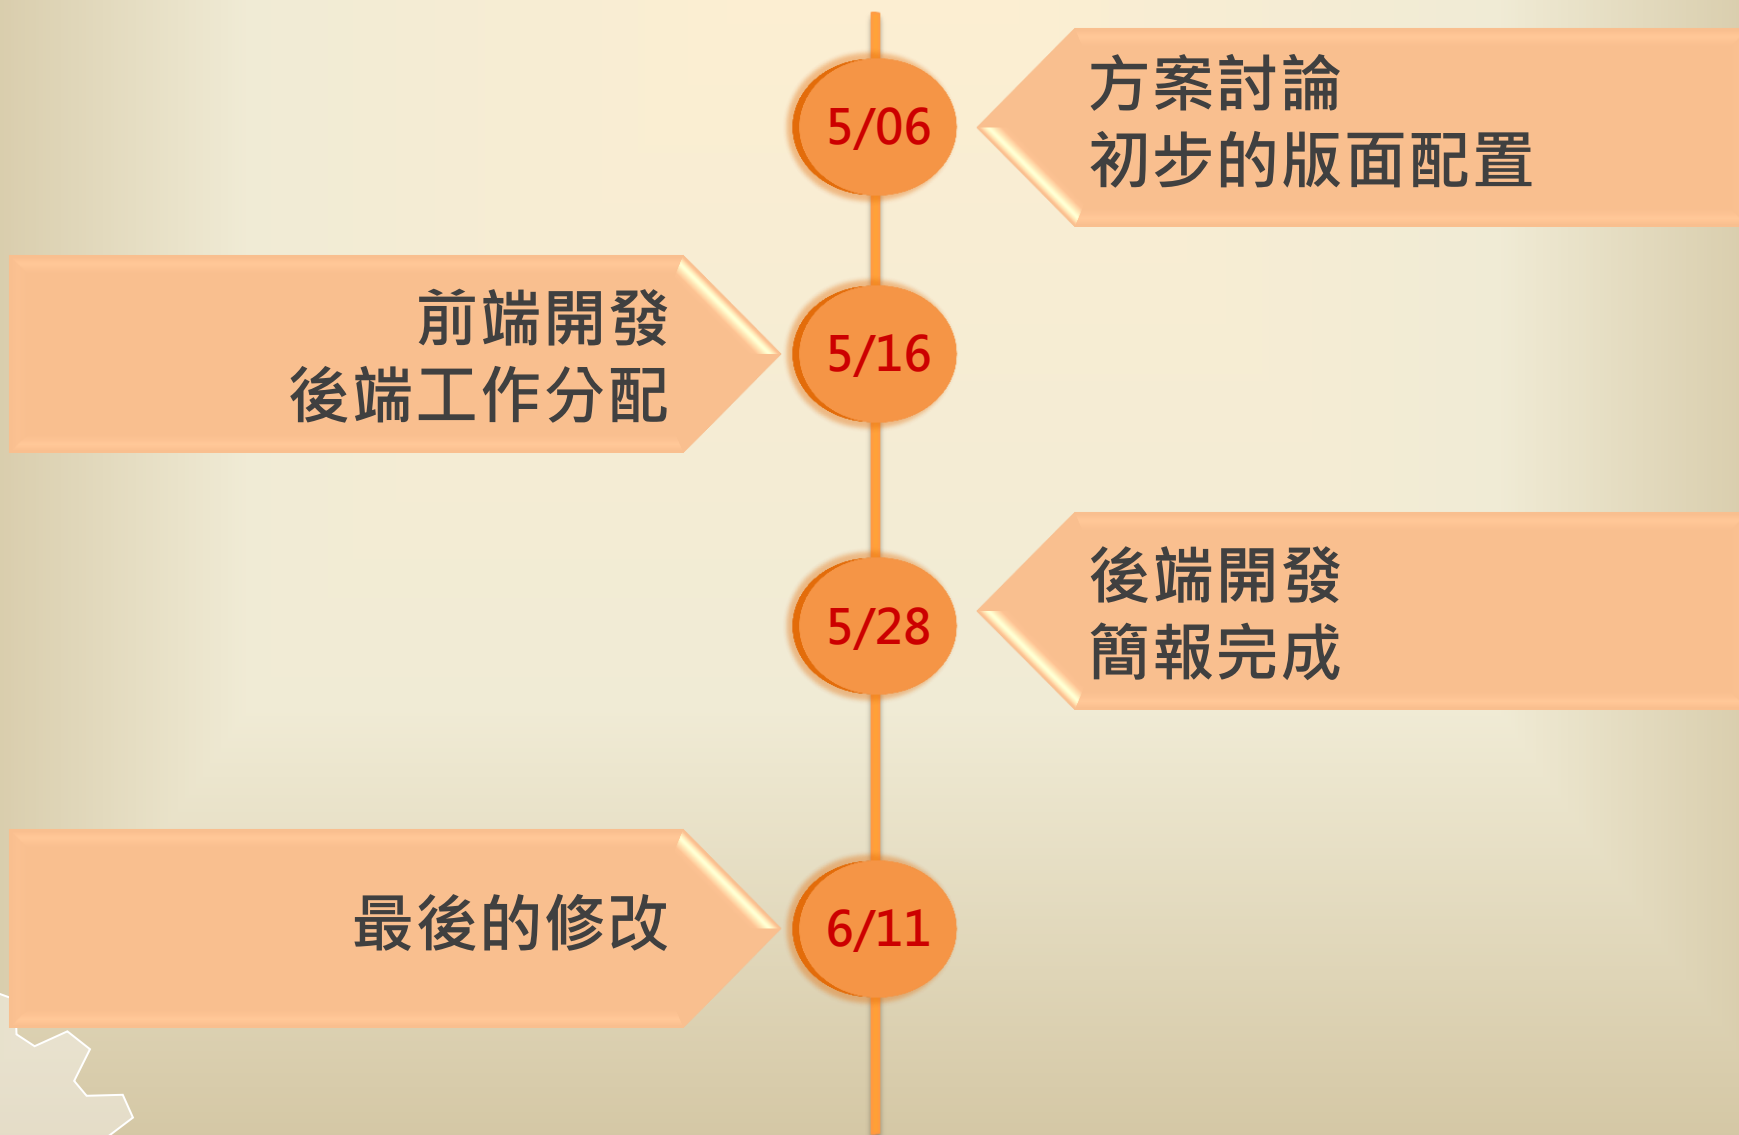 5/06
方案討論
初步的版面配置
前端開發
後端工作分配
5/16
5/28
後端開發
簡報完成
最後的修改
6/11